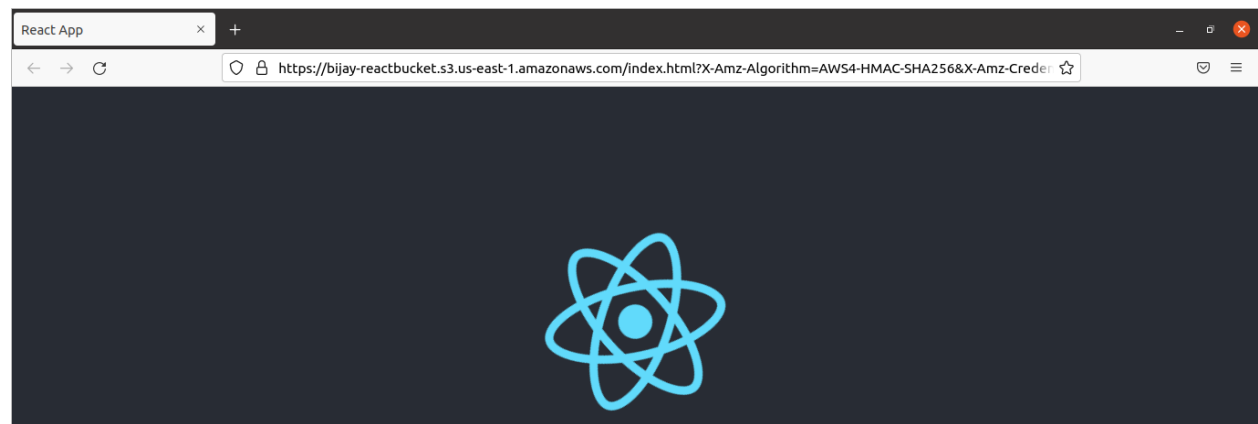 React App
https://bijay-reactbucket.s3.us-east-1.amazonaws.com/index.html?X-Amz-Algorithm=AWS4-HMAC-SHA256&X-Amz-Creder